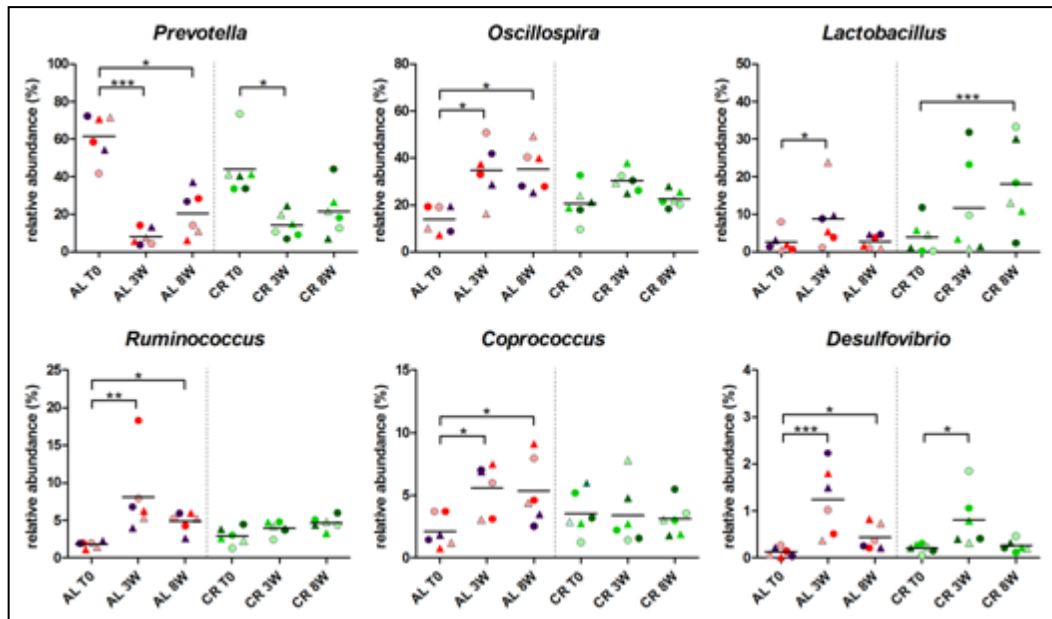 Prevotella
Oscillospira
Lactobacillus
relative abundance (%)
100
80
60
40
20
0
*
***
*
AL T0
AL 3W
AL 8W
CR T0
CR 3W
CR 8W
relative abundance (%)
80
60
40
20
0
*
*
AL T0
AL 3W
AL 8W
CR T0
CR 3W
CR 8W
relative abundance (%)
50
40
30
20
10
0
*
***
AL T0
AL 3W
AL 8W
CR T0
CR 3W
CR 8W
Ruminococcus
Coprococcus
Desulfovibrio
relative abundance (%)
25
20
15
10
5
0
*
**
AL T0
AL 3W
AL 8W
CR T0
CR 3W
CR 8W
relative abundance (%)
15
10
5
0
*
*
AL T0
AL 3W
AL 8W
CR T0
CR 3W
CR 8W
relative abundance (%)
4
3
2
1
0
*
***
*
AL T0
AL 3W
AL 8W
CR T0
CR 3W
CR 8W